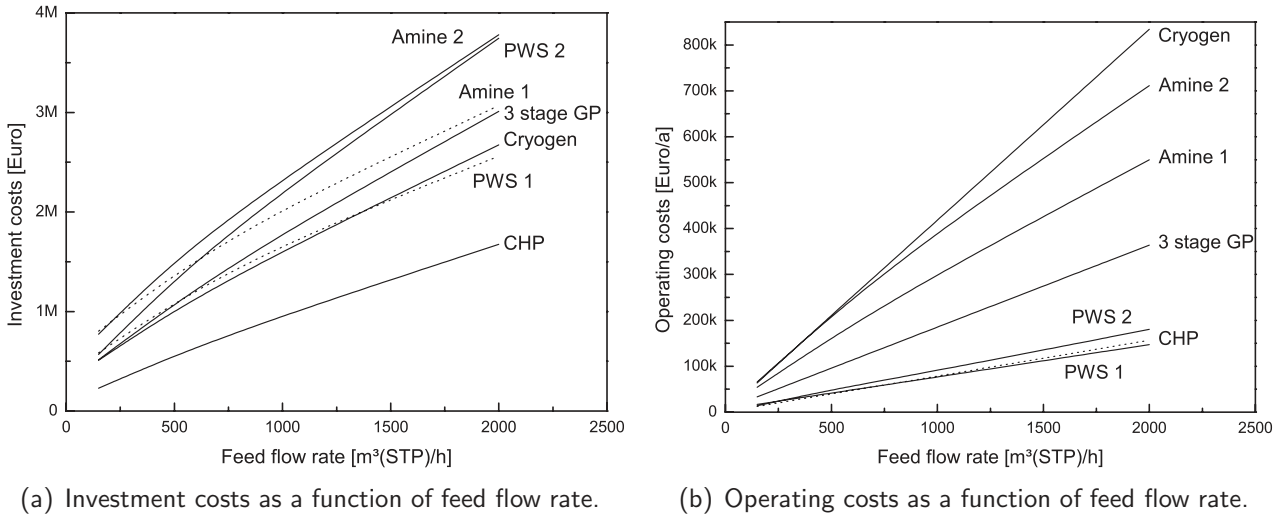 4M
3M
2M
1M
0
Investment costs [Euro]
Amine 2
PWS 2
Amine 1
3 stage GP
Cryogen
PWS 1
CHP
0 500 1000 1500 2000 2500
Feed flow rate [m³(STP)/h]
(a) Investment costs as a function of feed flow rate.
800k
700k
600k
500k
400k
300k
200k
100k
0
Operating costs [Euro/a]
Cryogen
Amine 2
Amine 1
3 stage GP
PWS 2
CHP
PWS 1
0 500 1000 1500 2000 2500
Feed flow rate [m³(STP)/h]
(b) Operating costs as a function of feed flow rate.